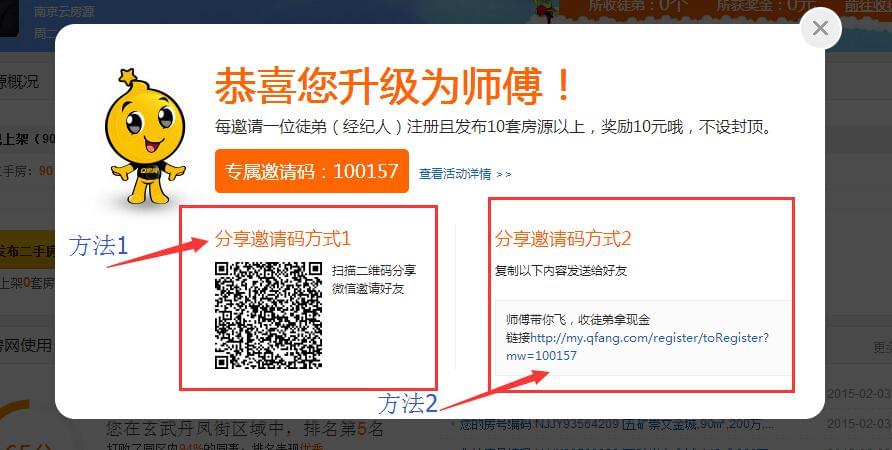 南京云房源
所收徒弟：0个
所获奖金：0元
前往收徒
周二
恭喜您升级为师傅！
源概况
每邀请一位徒弟（经纪人）注册且发布10套房源以上，奖励10元哦，不设封顶。
上架（90
专属邀请码：100157
查看活动详情 >>
二手房：90
Q房网
方法1
分享邀请码方式1
分享邀请码方式2
发布二手房
扫描二维码分享
微信邀请好友
复制以下内容发送给好友
上架0套房
师傅带你飞，收徒弟拿现金
链接http://my.qfang.com/register/toRegister?
mw=100157
房网使用
更多
方法2
2015-02-03
您在玄武丹凤街区域中，排名第5名
您的房号编码:NJJY93564209 [五矿崇文金城,90㎡,200万,...
2015-02-03
65分
打败了同区内94%的同事；排名表现优秀